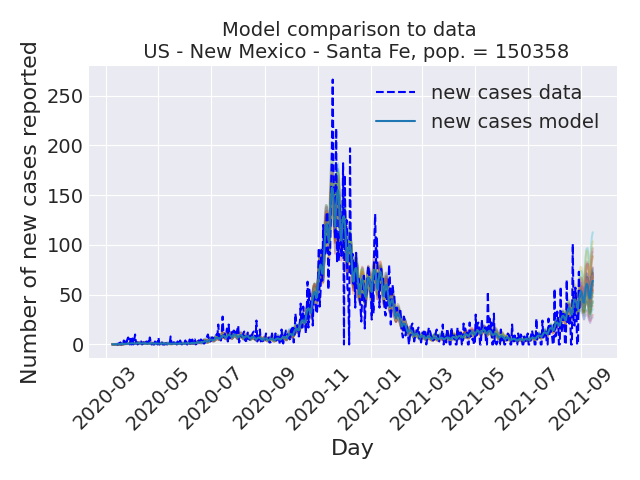 Model comparison to data
US - New Mexico - Santa Fe, pop. = 150358
Number of new cases reported
250
200
150
100
50
0
new cases data
new cases model
2020-03
2020-05
2020-07
2020-09
2020-11
2021-01
2021-03
2021-05
2021-07
2021-09
Day